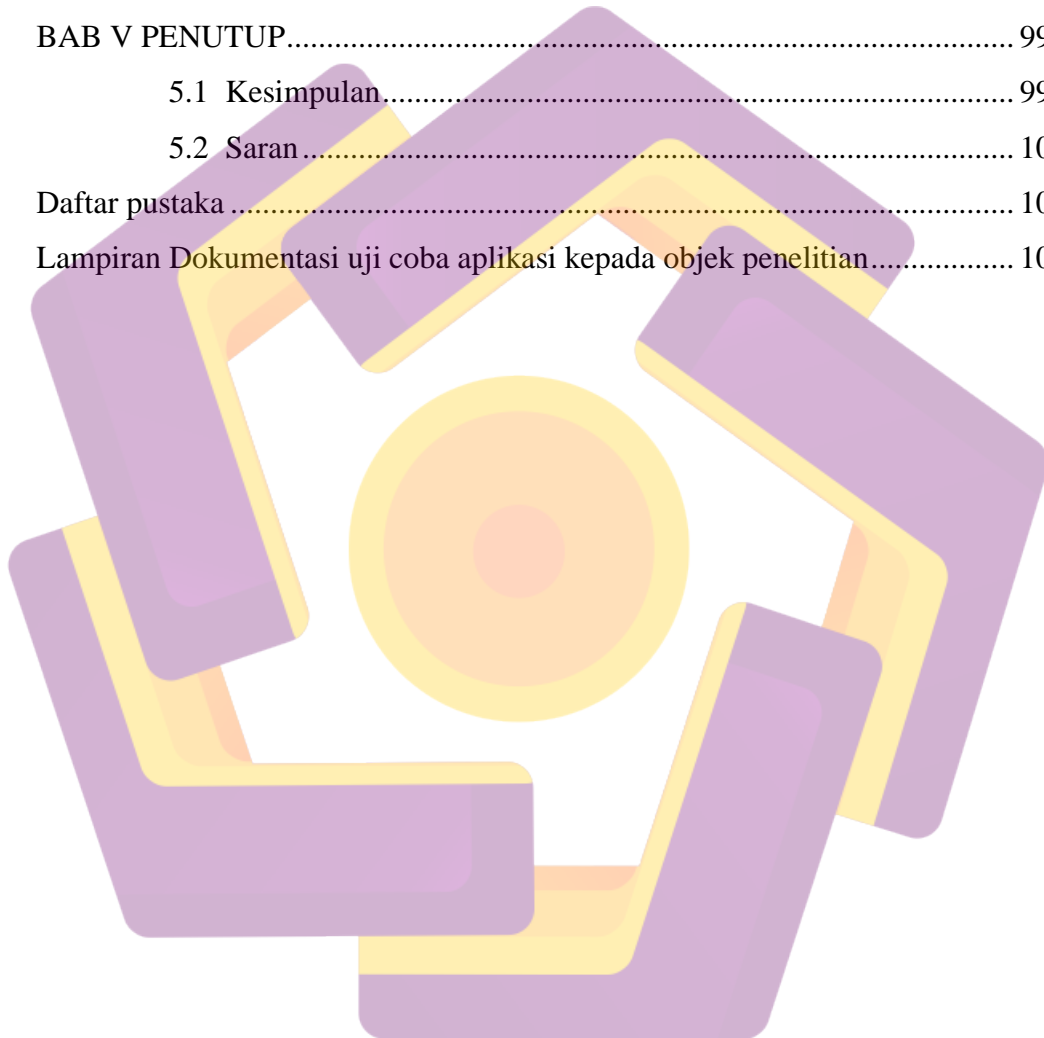 BAB V PENUTUP.......................................................................................... 99
5.1 Kesimpulan.............................................................................. 99
5.2 Saran ........................................................................................ 10
Daftar pustaka ................................................................................................. 10
Lampiran Dokumentasi uji coba aplikasi kepada objek penelitian.................. 10